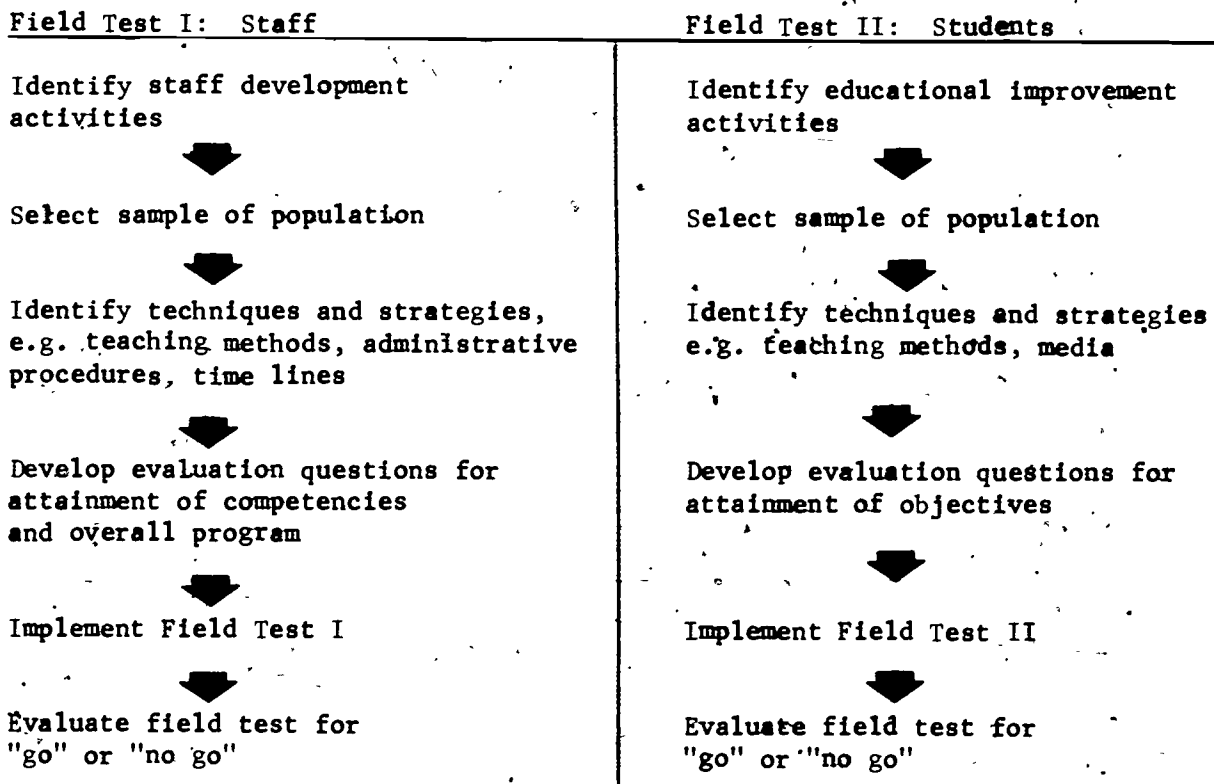 Field Test I: Staff
Identify staff development
activities
Select sample of population
Identify techniques and strategies,
e.g. teaching methods, administrative
procedures, time lines
Develop evaluation questions for
attainment of competencies
and overall program
Implement Field Test I
Evaluate field test for
"go" or "no go"
Field Test II: Students
Identify educational improvement
activities
Select sample of population
Identify techniques and strategies
e.g. teaching methods, media
Develop evaluation questions for
attainment of objectives
Implement Field Test II
Evaluate field test for
"go" or "no go"